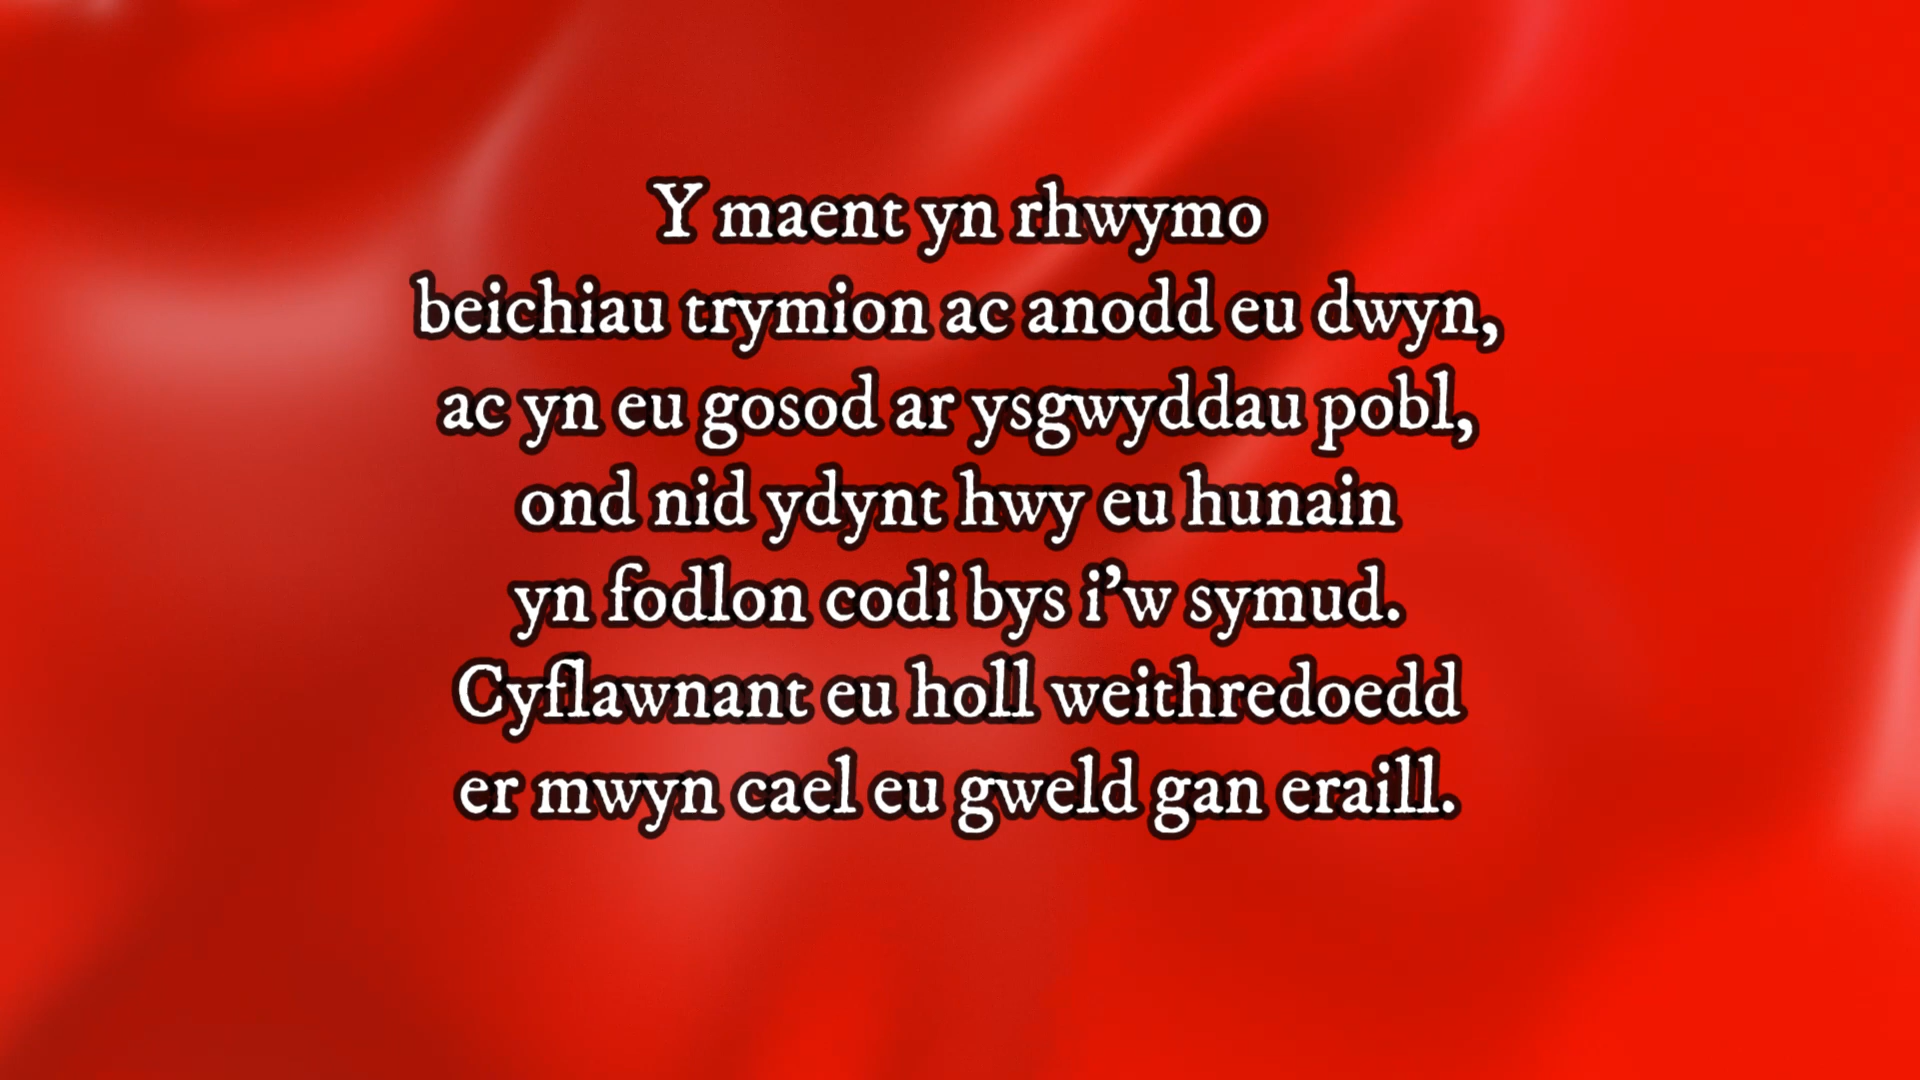 Y maent yn rhwymo
beichiau trymion ac anodd eu dwyn,
ac yn eu gosod ar ysgwyddau pobl,
ond nid ydynt hwy eu hunain
yn fodlon codi bys i’w symud.
Cyflawnant eu holl weithredoedd
er mwyn cael eu gweld gan eraill.